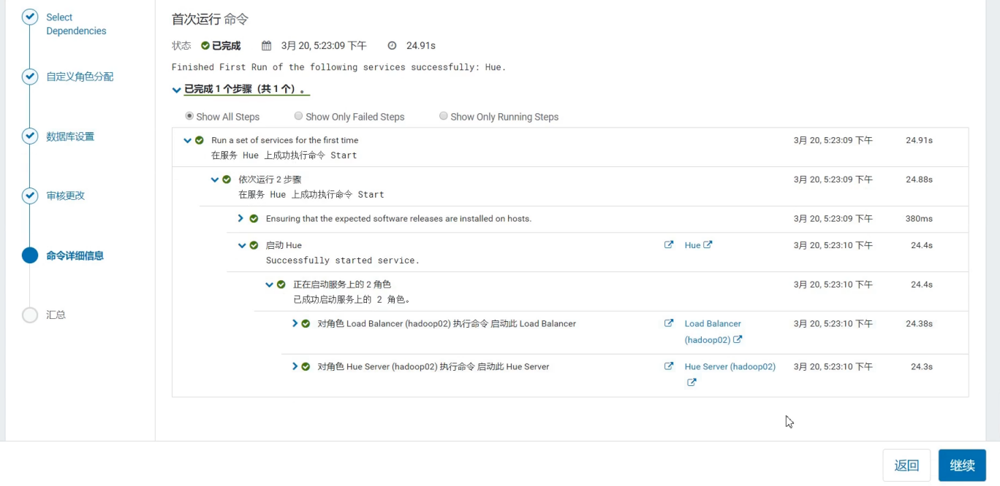 Select
Dependencies
自定义角色分配
数据库设置
审核更改
命令详细信息
汇总
首次运行 命令
状态 已完成 3月 20, 5:23:09 下午 24.91s
Finished First Run of the following services successfully: Hue.
已完成 1 个步骤（共 1 个）。
Show All Steps Show Only Failed Steps Show Only Running Steps
Run a set of services for the first time 3月 20, 5:23:09 下午 24.91s
在服务 Hue 上成功执行命令 Start
依次运行 2 步骤 3月 20, 5:23:09 下午 24.88s
在服务 Hue 上成功执行命令 Start
Ensuring that the expected software releases are installed on hosts. 3月 20, 5:23:09 下午 380ms
启动 Hue Hue 3月 20, 5:23:10 下午 24.4s
Successfully started service.
正在启动服务上的 2 角色 3月 20, 5:23:10 下午 24.4s
已成功启动服务上的 2 角色。
对角色 Load Balancer (hadoop02) 执行命令 启动此 Load Balancer Load Balancer 3月 20, 5:23:10 下午 24.38s
(hadoop02)
对角色 Hue Server (hadoop02) 执行命令 启动此 Hue Server Hue Server (hadoop02) 3月 20, 5:23:10 下午 24.3s
返回 继续